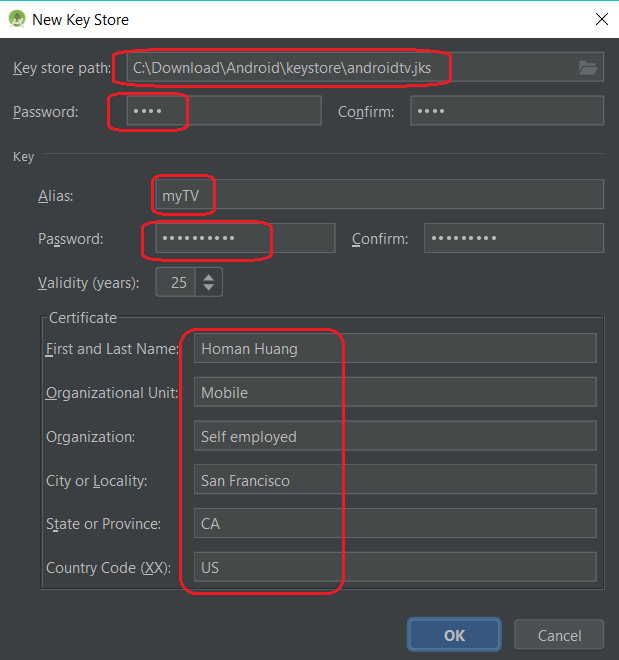 New Key Store
Key store path: C:\Download\Android\keystore\androidtv.jks
Password: •••• Confirm: ••••
Key
Alias: myTV
Password: •••••••••• Confirm: •••••••••
Validity (years): 25
Certificate
First and Last Name: Homan Huang
Organizational Unit: Mobile
Organization: Self employed
City or Locality: San Francisco
State or Province: CA
Country Code (XX): US
OK Cancel